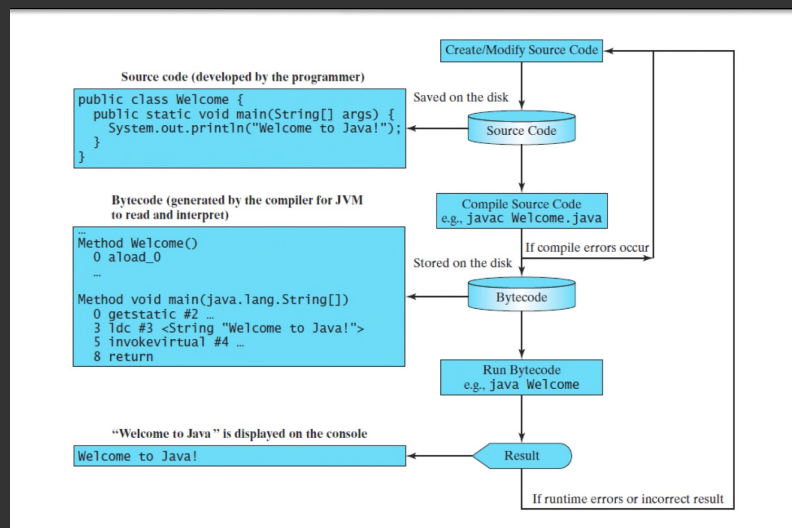 Create/Modify Source Code
Source code (developed by the programmer)
public class Welcome {
  public static void main(String[] args) {
    System.out.println("Welcome to Java!");
  }
}
Saved on the disk
Source Code
Compile Source Code
e.g., javac Welcome.java
If compile errors occur
Bytecode (generated by the compiler for JVM
to read and interpret)
…
Method Welcome()
  0 aload_0
  …
Method void main(java.lang.String[])
  0 getstatic #2 …
  3 ldc #3 <String "Welcome to Java!">
  5 invokevirtual #4 …
  8 return
Stored on the disk
Bytecode
Run Bytecode
e.g., java Welcome
“Welcome to Java” is displayed on the console
Welcome to Java!
Result
If runtime errors or incorrect result